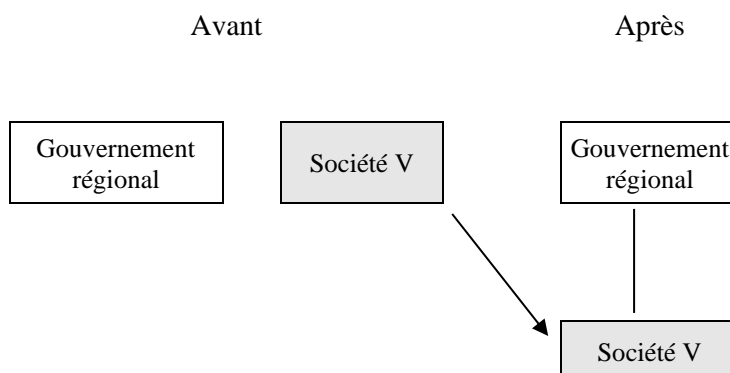 Avant
Après
Gouvernement
régional
Société V
Gouvernement
régional
Société V